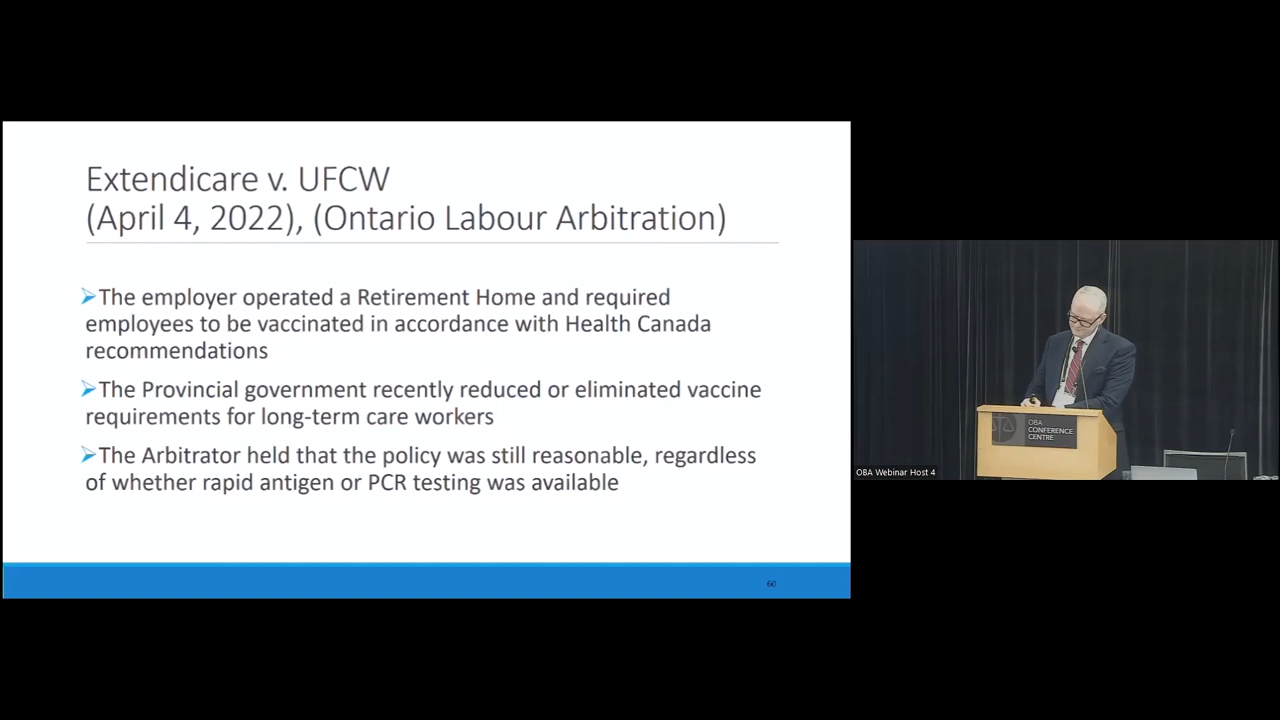 Extendicare v. UFCW
(April 4, 2022), (Ontario Labour Arbitration)
The employer operated a Retirement Home and required
employees to be vaccinated in accordance with Health Canada
recommendations
The Provincial government recently reduced or eliminated vaccine
requirements for long-term care workers
The Arbitrator held that the policy was still reasonable, regardless
of whether rapid antigen or PCR testing was available
60
OBA
CONFERENCE
CENTRE
OBA Webinar Host 4